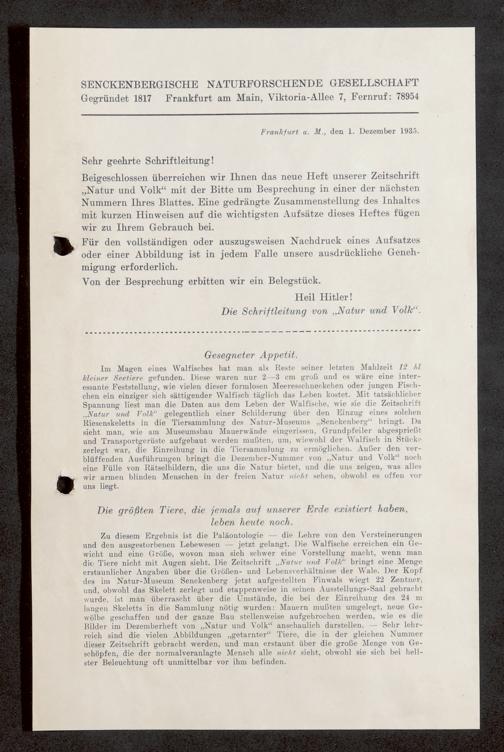 SENCKENBERGISCHE NATURFORSCHENDE GESELLSCHAFT
Gegründet 1817 Frankfurt am Main, Viktoria-Allee 7, Fernruf: 78954
Frankfurt a. M., den 1. Dezember 1935.
Sehr geehrte Schriftleitung!
Beigeschlossen überreichen wir Ihnen das neue Heft unserer Zeitschrift
„Natur und Volk“ mit der Bitte um Besprechung in einer der nächsten
Nummern Ihres Blattes. Eine gedrängte Zusammenstellung des Inhaltes
mit kurzen Hinweisen auf die wichtigsten Aufsätze dieses Heftes fügen
wir zu Ihrem Gebrauch bei.
Für den vollständigen oder auszugsweisen Nachdruck eines Aufsatzes
oder einer Abbildung ist in jedem Falle unsere ausdrückliche Geneh-
migung erforderlich.
Von der Besprechung erbitten wir ein Belegstück.
Heil Hitler!
Die Schriftleitung von „Natur und Volk“.
Gesegneter Appetit.
Im Magen eines Walfisches hat man als Reste seiner letzten Mahlzeit 12 hl
kleiner Seetiere gefunden. Diese waren nur 2—3 cm groß und es wäre eine inter-
essante Feststellung, wie vielen dieser formlosen Meeresschneckchen oder jungen Fisch-
chen ein einziger sich sättigender Walfisch täglich das Leben kostet. Mit tatsächlicher
Spannung liest man die Daten aus dem Leben der Walfische, wie sie die Zeitschrift
„Natur und Volk“ gelegentlich einer Schilderung über den Einzug eines solchen
Riesenskeletts in die Tiersammlung des Natur-Museums „Senckenberg“ bringt. Da
sieht man, wie am Museumsbau Mauerwände eingerissen, Grundpfeiler abgesprießt
und Transportgerüste aufgebaut werden mußten, um, wiewohl der Walfisch in Stücke
zerlegt war, die Einreihung in die Tiersammlung zu ermöglichen. Außer den ver-
blüffenden Ausführungen bringt die Dezember-Nummer von „Natur und Volk“ noch
eine Fülle von Rätselbildern, die uns die Natur bietet, und die uns zeigen, was alles
wir armen blinden Menschen in der freien Natur nicht sehen, obwohl es offen vor
uns liegt.
Die größten Tiere, die jemals auf unserer Erde existiert haben,
leben heute noch.
Zu diesem Ergebnis ist die Paläontologie — die Lehre von den Versteinerungen
und den ausgestorbenen Lebewesen — jetzt gelangt. Die Walfische erreichen ein Ge-
wicht und eine Größe, wovon man sich schwer eine Vorstellung macht, wenn man
die Tiere nicht mit Augen sieht. Die Zeitschrift „Natur und Volk“ bringt eine Menge
erstaunlicher Angaben über die Größen- und Lebensverhältnisse der Wale. Der Kopf
des im Natur-Museum Senckenberg jetzt aufgestellten Finwals wiegt 22 Zentner,
und, obwohl das Skelett zerlegt und etappenweise in seinen Ausstellungs-Saal gebracht
wurde, ist man überrascht über die Umstände, die bei der Einreihung des 24 m
langen Skeletts in die Sammlung nötig wurden: Mauern mußten umgelegt, neue Ge-
wölbe geschaffen und der ganze Bau stellenweise aufgebrochen werden, wie es die
Bilder im Dezemberheft von „Natur und Volk“ anschaulich darstellen. — Sehr lehr-
reich sind die vielen Abbildungen „getarnter“ Tiere, die in der gleichen Nummer
dieser Zeitschrift gebracht werden, und man erstaunt über die große Menge von Ge-
schöpfen, die der normalveranlagte Mensch alle nicht sieht, obwohl sie sich bei hell-
ster Beleuchtung oft unmittelbar vor ihm befinden.